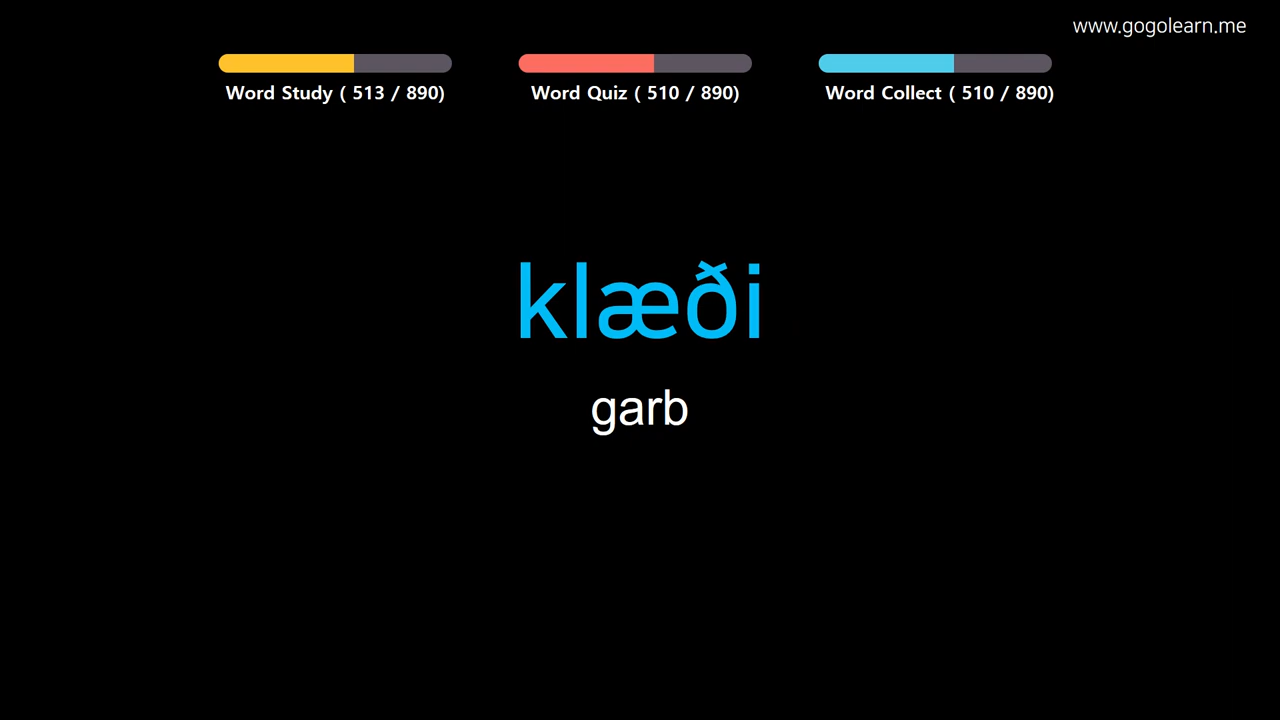 www.gogolearn.me
Word Study ( 513 / 890)
Word Quiz ( 510 / 890)
Word Collect ( 510 / 890)
klæði
garb